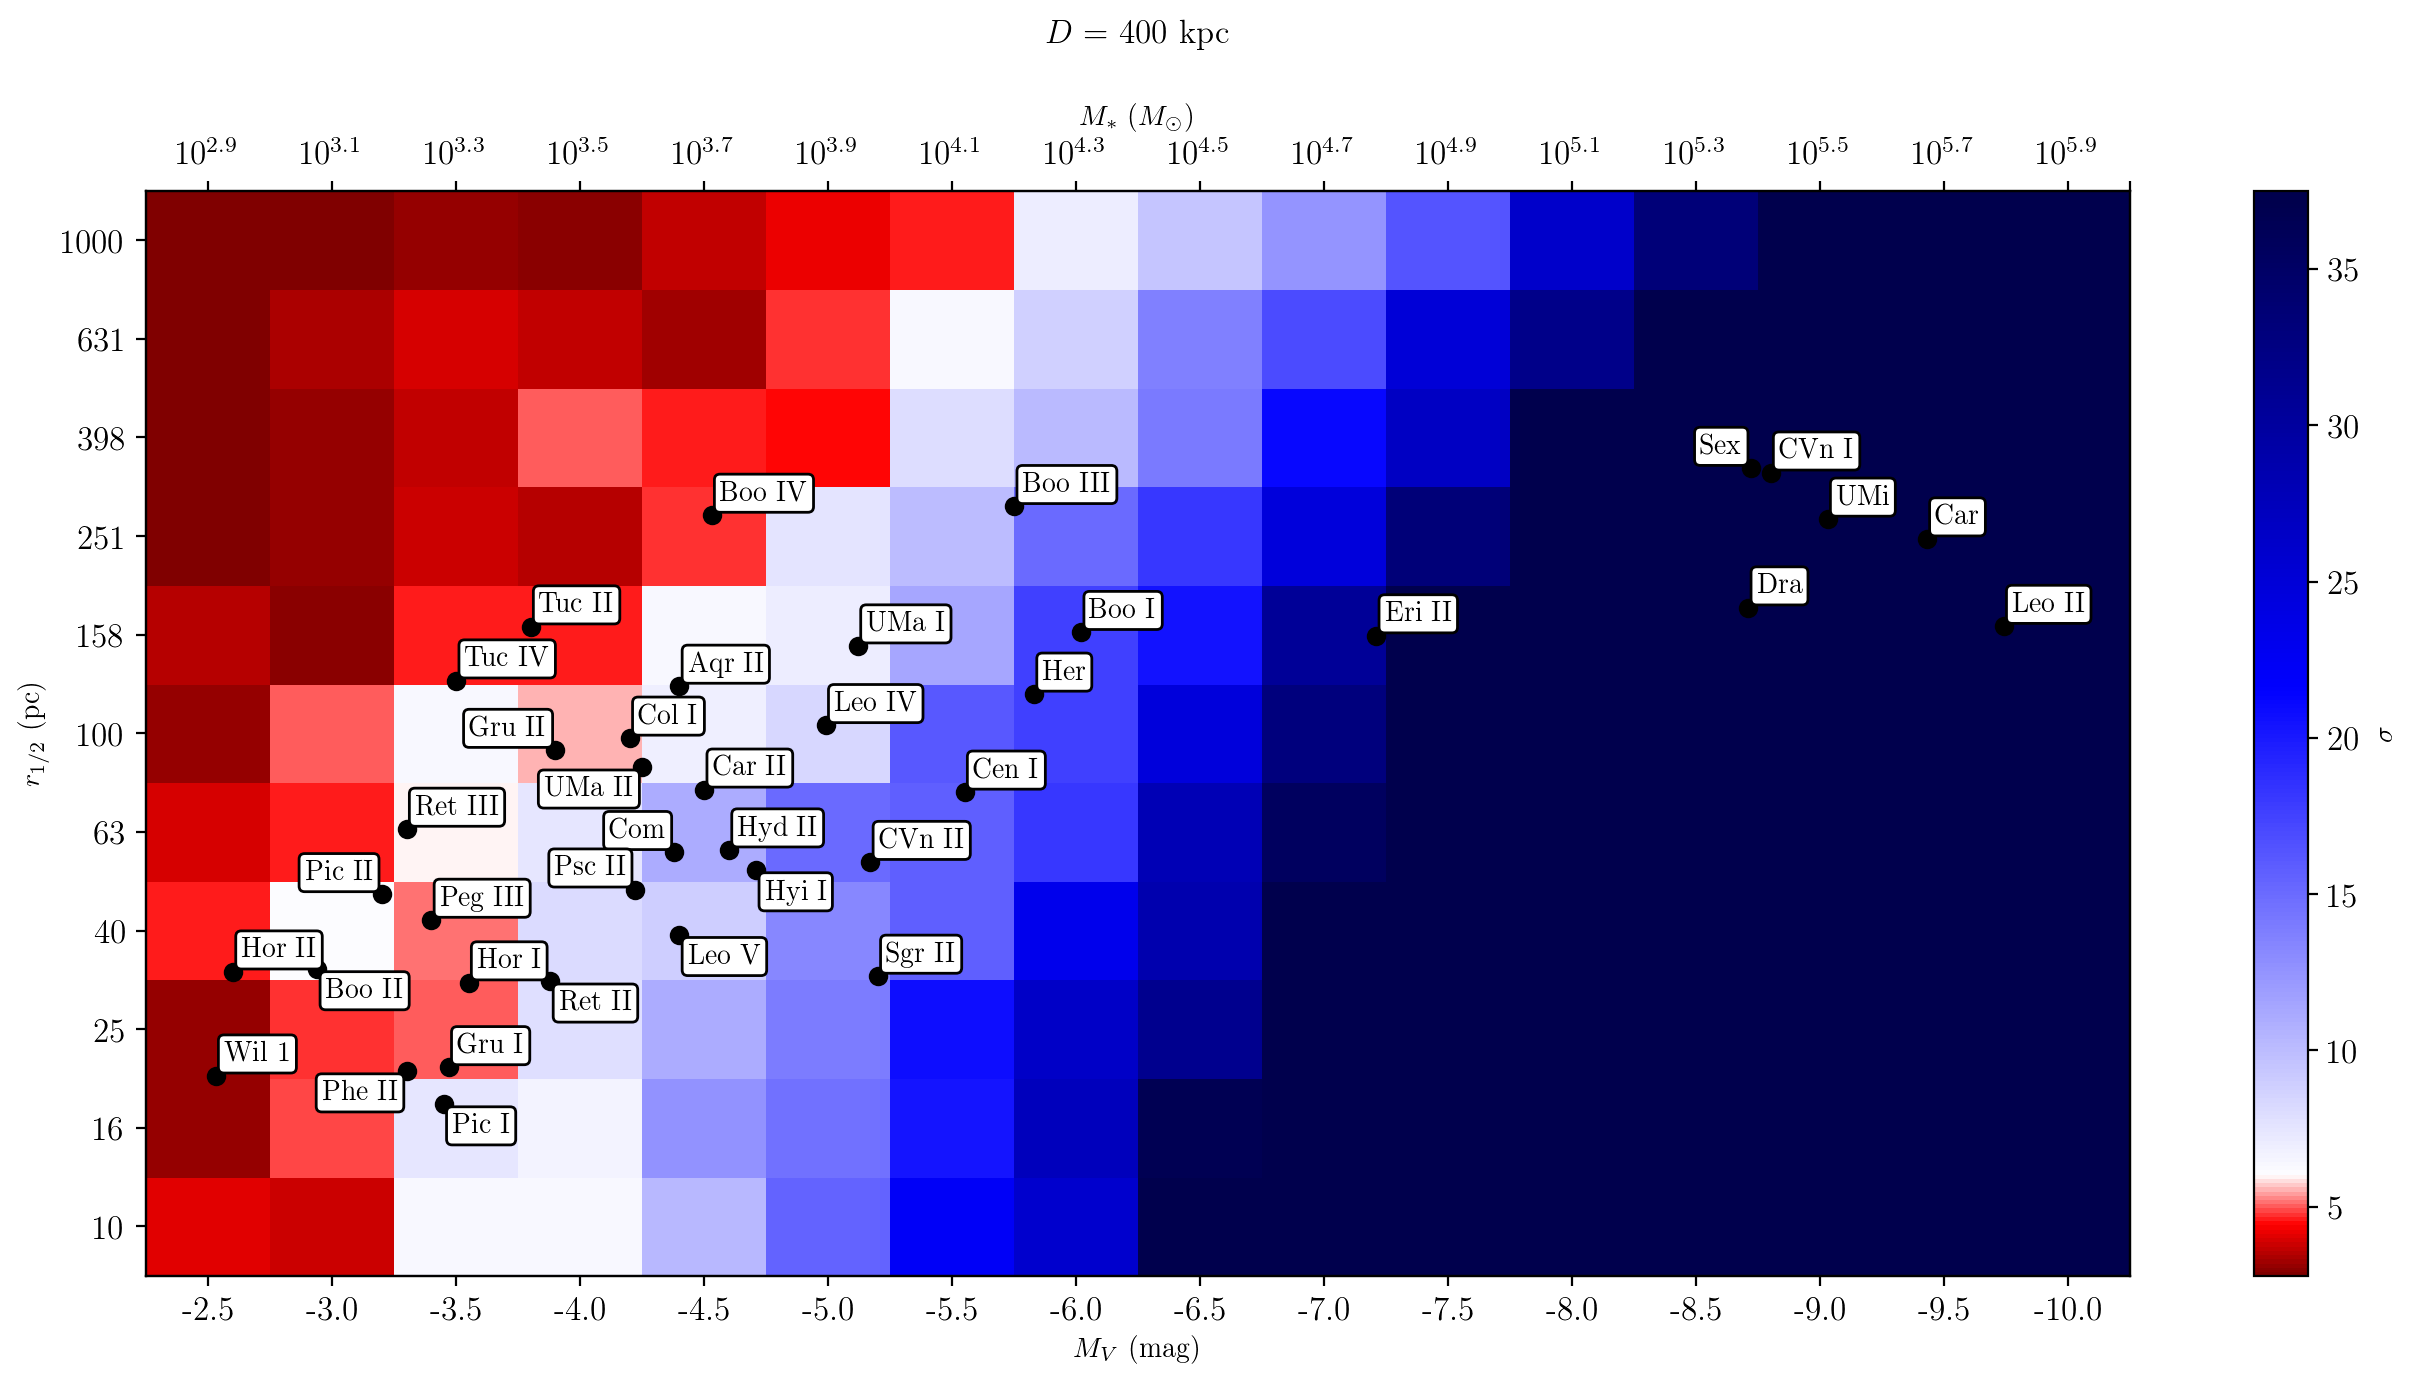 D = 400 kpc
M* (M⊙)
10^2.9 10^3.1 10^3.3 10^3.5 10^3.7 10^3.9 10^4.1 10^4.3 10^4.5 10^4.7 10^4.9 10^5.1 10^5.3 10^5.5 10^5.7 10^5.9
1000
631
398
251
158
100
63
40
25
16
10
r1/2 (pc)
Sex
CVn I
Boo IV
Boo III
UMi
Car
Tuc II
UMa I
Boo I
Eri II
Dra
Leo II
Tuc IV
Aqr II
Her
Gru II
Col I
Leo IV
UMa II
Car II
Cen I
Ret III
Com
Hyd II
CVn II
Pic II
Psc II
Hyi I
Peg III
Hor II
Boo II
Hor I
Ret II
Leo V
Sgr II
Wil 1
Gru I
Phe II
Pic I
-2.5 -3.0 -3.5 -4.0 -4.5 -5.0 -5.5 -6.0 -6.5 -7.0 -7.5 -8.0 -8.5 -9.0 -9.5 -10.0
MV (mag)
35
30
25
20
15
10
5
σ